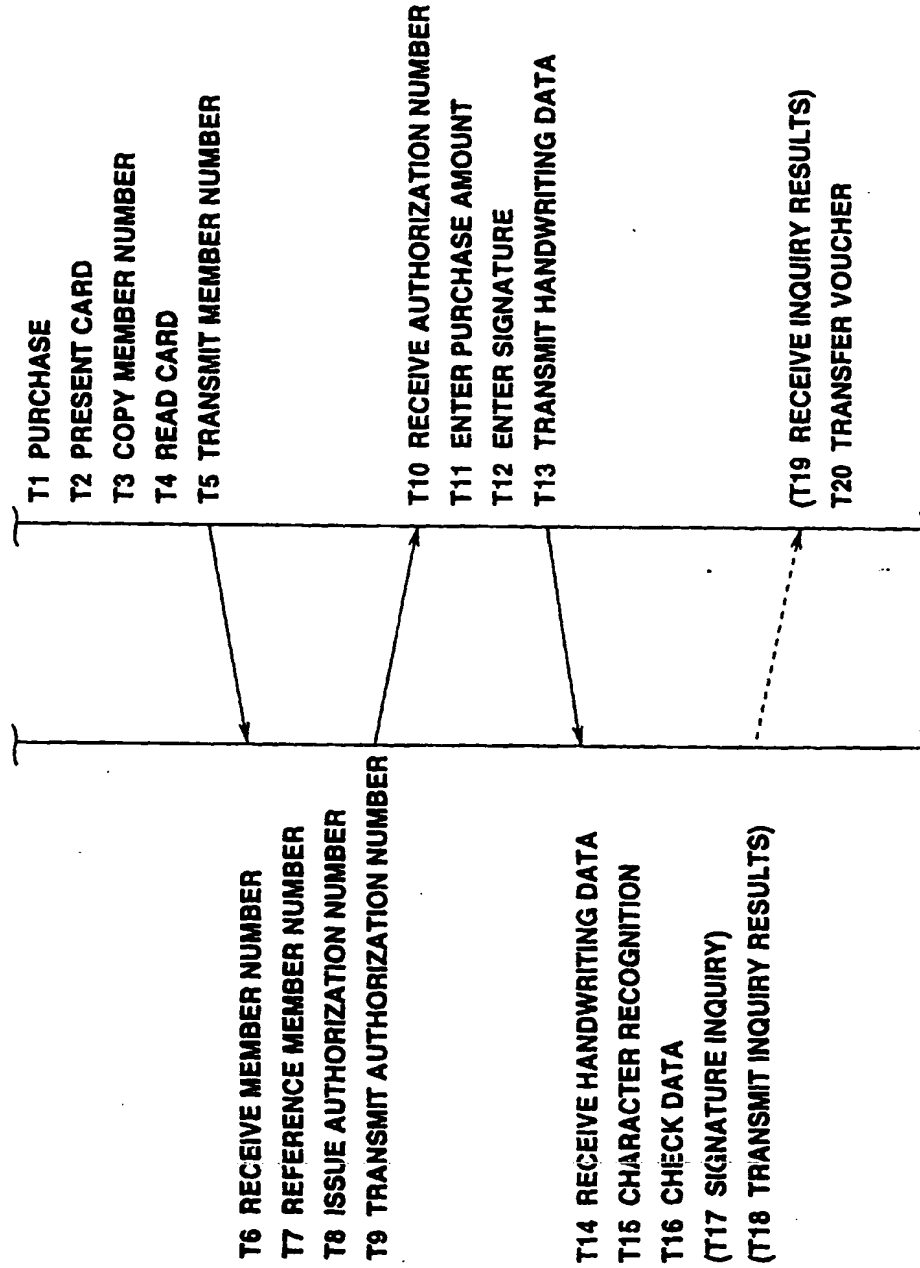 T1 PURCHASE
T2 PRESENT CARD
T3 COPY MEMBER NUMBER
T4 READ CARD
T5 TRANSMIT MEMBER NUMBER
T6 RECEIVE MEMBER NUMBER
T7 REFERENCE MEMBER NUMBER
T8 ISSUE AUTHORIZATION NUMBER
T9 TRANSMIT AUTHORIZATION NUMBER
T10 RECEIVE AUTHORIZATION NUMBER
T11 ENTER PURCHASE AMOUNT
T12 ENTER SIGNATURE
T13 TRANSMIT HANDWRITING DATA
T14 RECEIVE HANDWRITING DATA
T15 CHARACTER RECOGNITION
T16 CHECK DATA
(T17 SIGNATURE INQUIRY)
(T18 TRANSMIT INQUIRY RESULTS)
(T19 RECEIVE INQUIRY RESULTS)
T20 TRANSFER VOUCHER